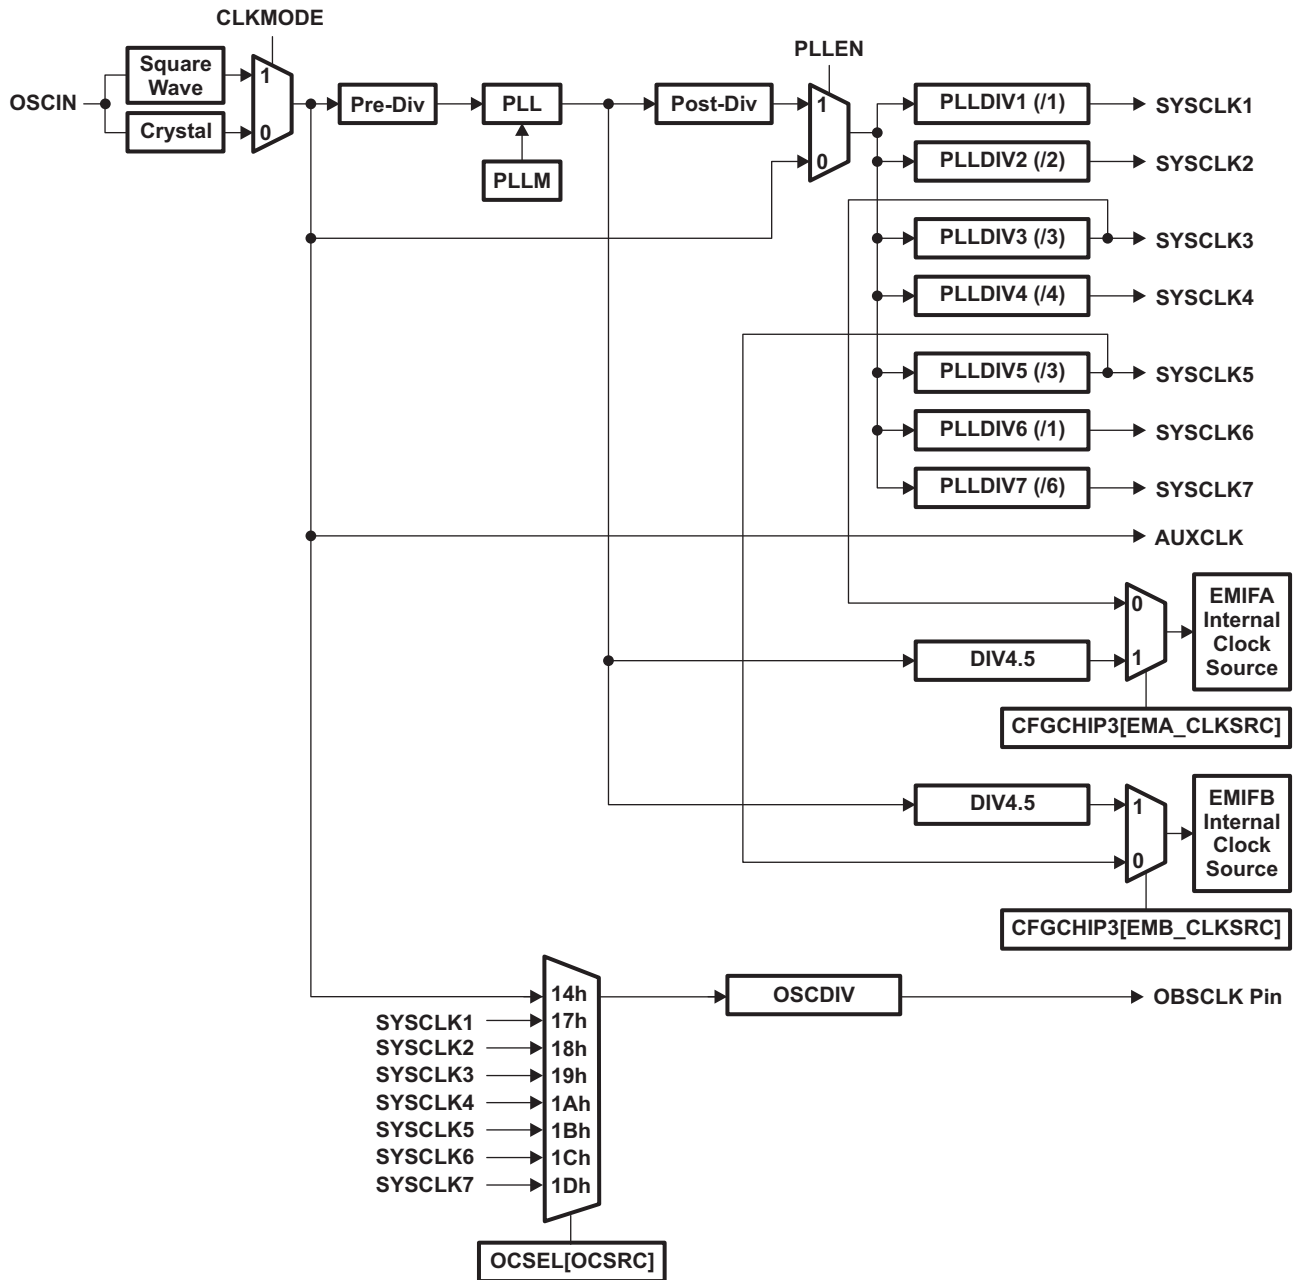 CLKMODE
PLLEN
OSCIN
Square
Wave
Crystal
1
0
Pre-Div
PLL
PLLM
Post-Div
1
0
PLLDIV1 (/1)
SYSCLK1
PLLDIV2 (/2)
SYSCLK2
PLLDIV3 (/3)
SYSCLK3
PLLDIV4 (/4)
SYSCLK4
PLLDIV5 (/3)
SYSCLK5
PLLDIV6 (/1)
SYSCLK6
PLLDIV7 (/6)
SYSCLK7
AUXCLK
0
1
EMIFA
Internal
Clock
Source
DIV4.5
CFGCHIP3[EMA_CLKSRC]
DIV4.5
1
0
EMIFB
Internal
Clock
Source
CFGCHIP3[EMB_CLKSRC]
14h
OSCDIV
OBSCLK Pin
SYSCLK1
17h
SYSCLK2
18h
SYSCLK3
19h
SYSCLK4
1Ah
SYSCLK5
1Bh
SYSCLK6
1Ch
SYSCLK7
1Dh
OCSEL[OCSRC]